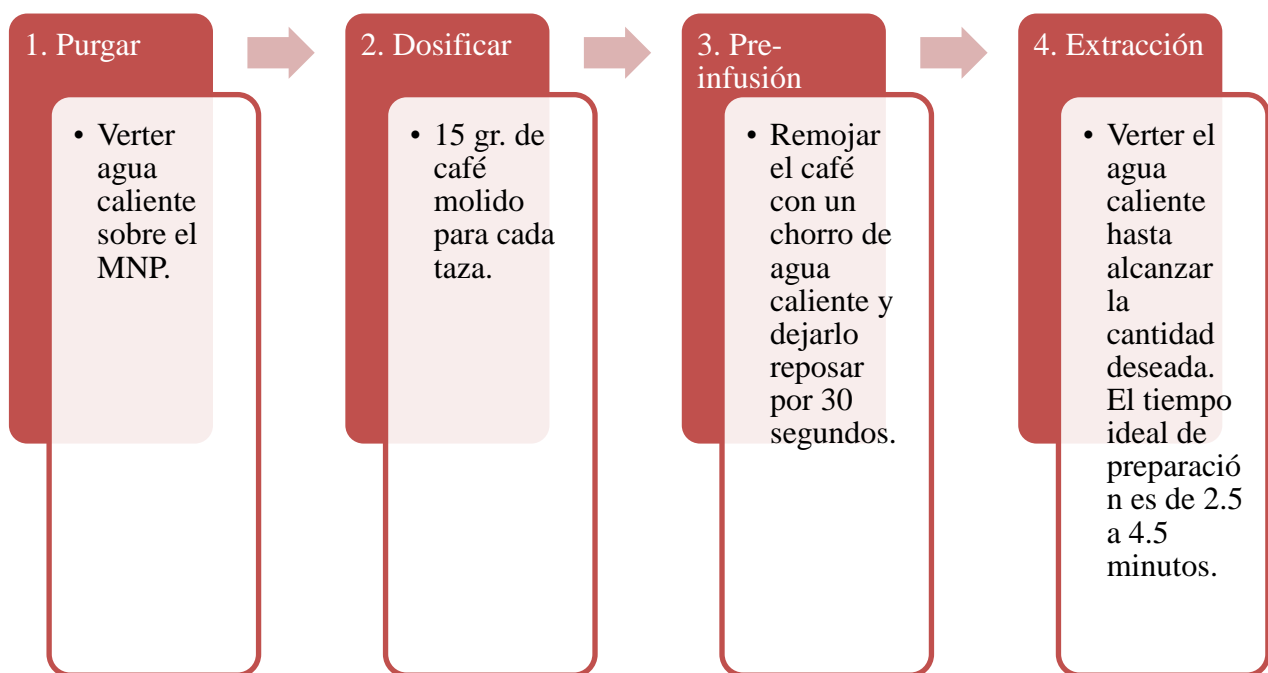 1. Purgar
• Verter
agua
caliente
sobre el
MNP.
2. Dosificar
• 15 gr. de
café
molido
para cada
taza.
3. Pre-
infusión
• Remojar
el café
con un
chorro de
agua
caliente y
dejarlo
reposar
por 30
segundos.
4. Extracción
• Verter el
agua
caliente
hasta
alcanzar
la
cantidad
deseada.
El tiempo
ideal de
preparació
n es de 2.5
a 4.5
minutos.